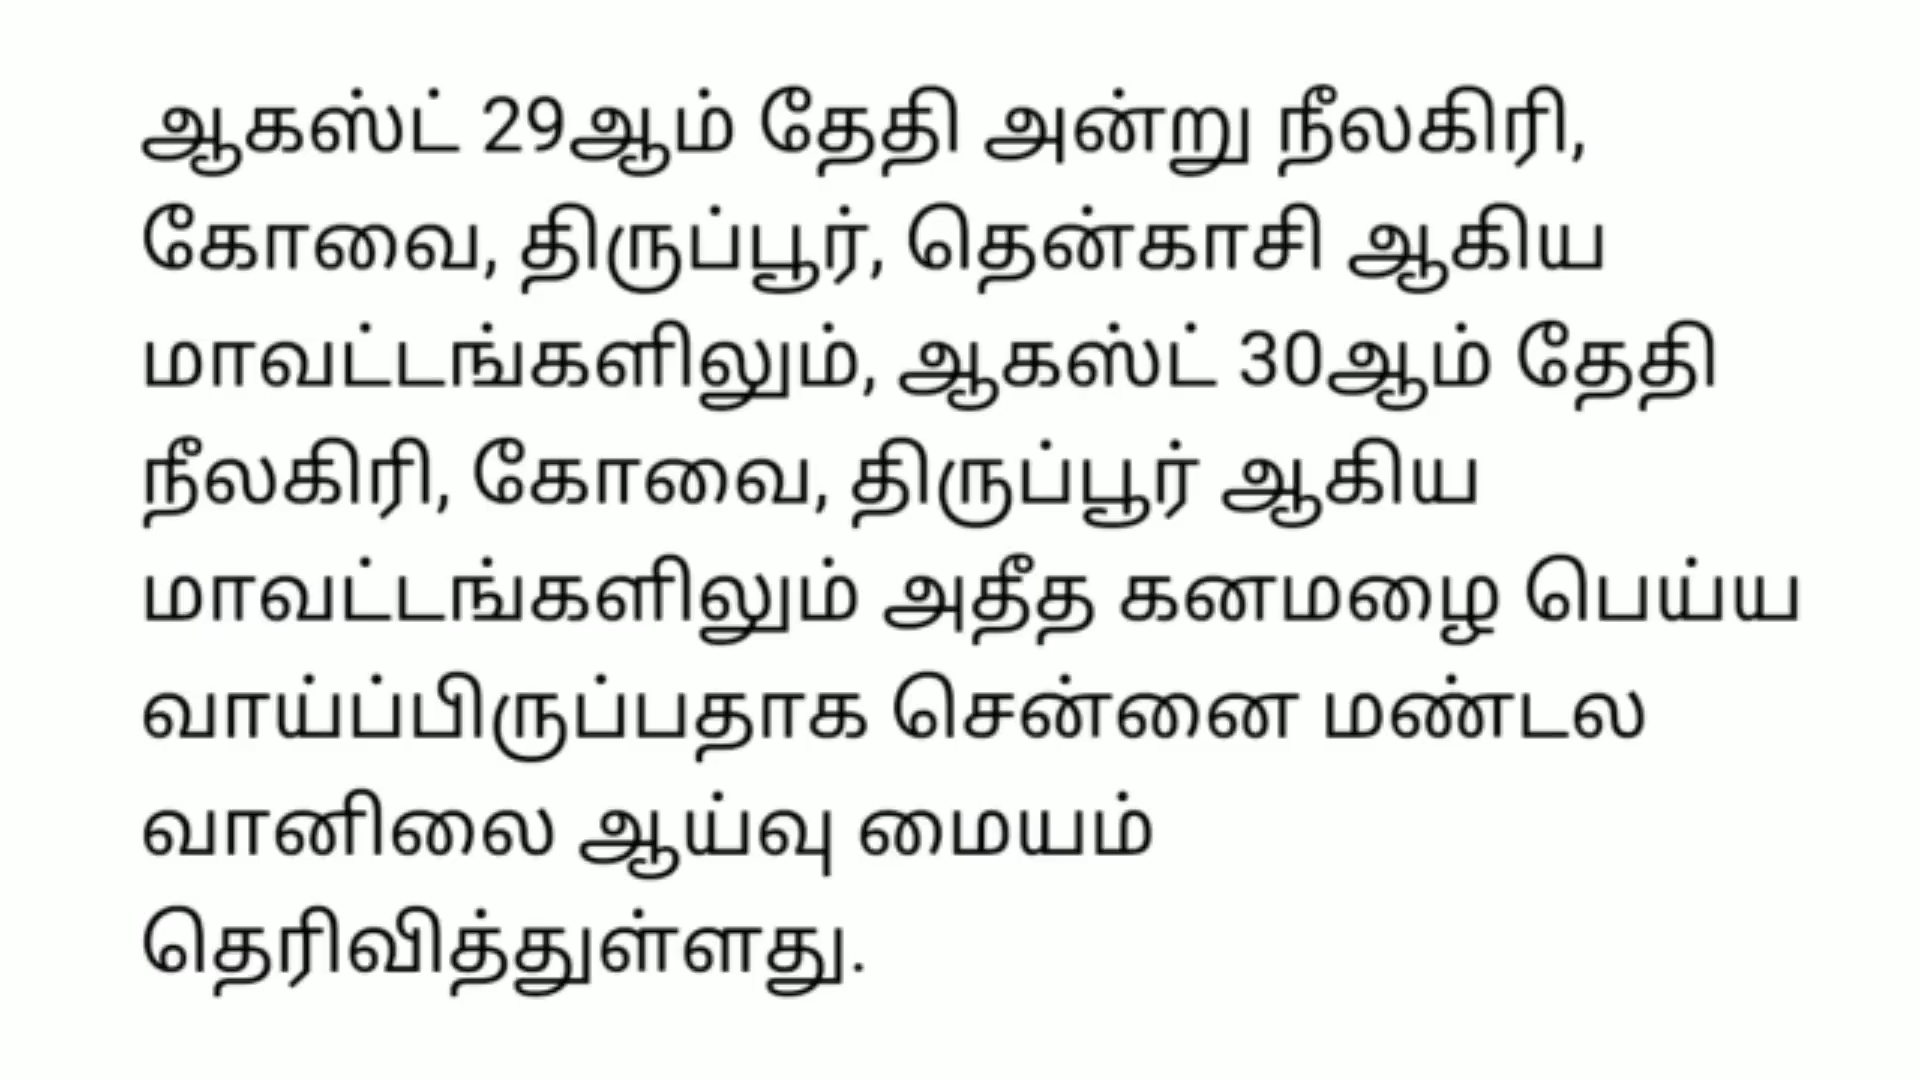 ஆகஸ்ட் 29ஆம் தேதி அன்று நீலகிரி,
கோவை, திருப்பூர், தென்காசி ஆகிய
மாவட்டங்களிலும், ஆகஸ்ட் 30ஆம் தேதி
நீலகிரி, கோவை, திருப்பூர் ஆகிய
மாவட்டங்களிலும் அதீத கனமழை பெய்ய
வாய்ப்பிருப்பதாக சென்னை மண்டல
வானிலை ஆய்வு மையம்
தெரிவித்துள்ளது.